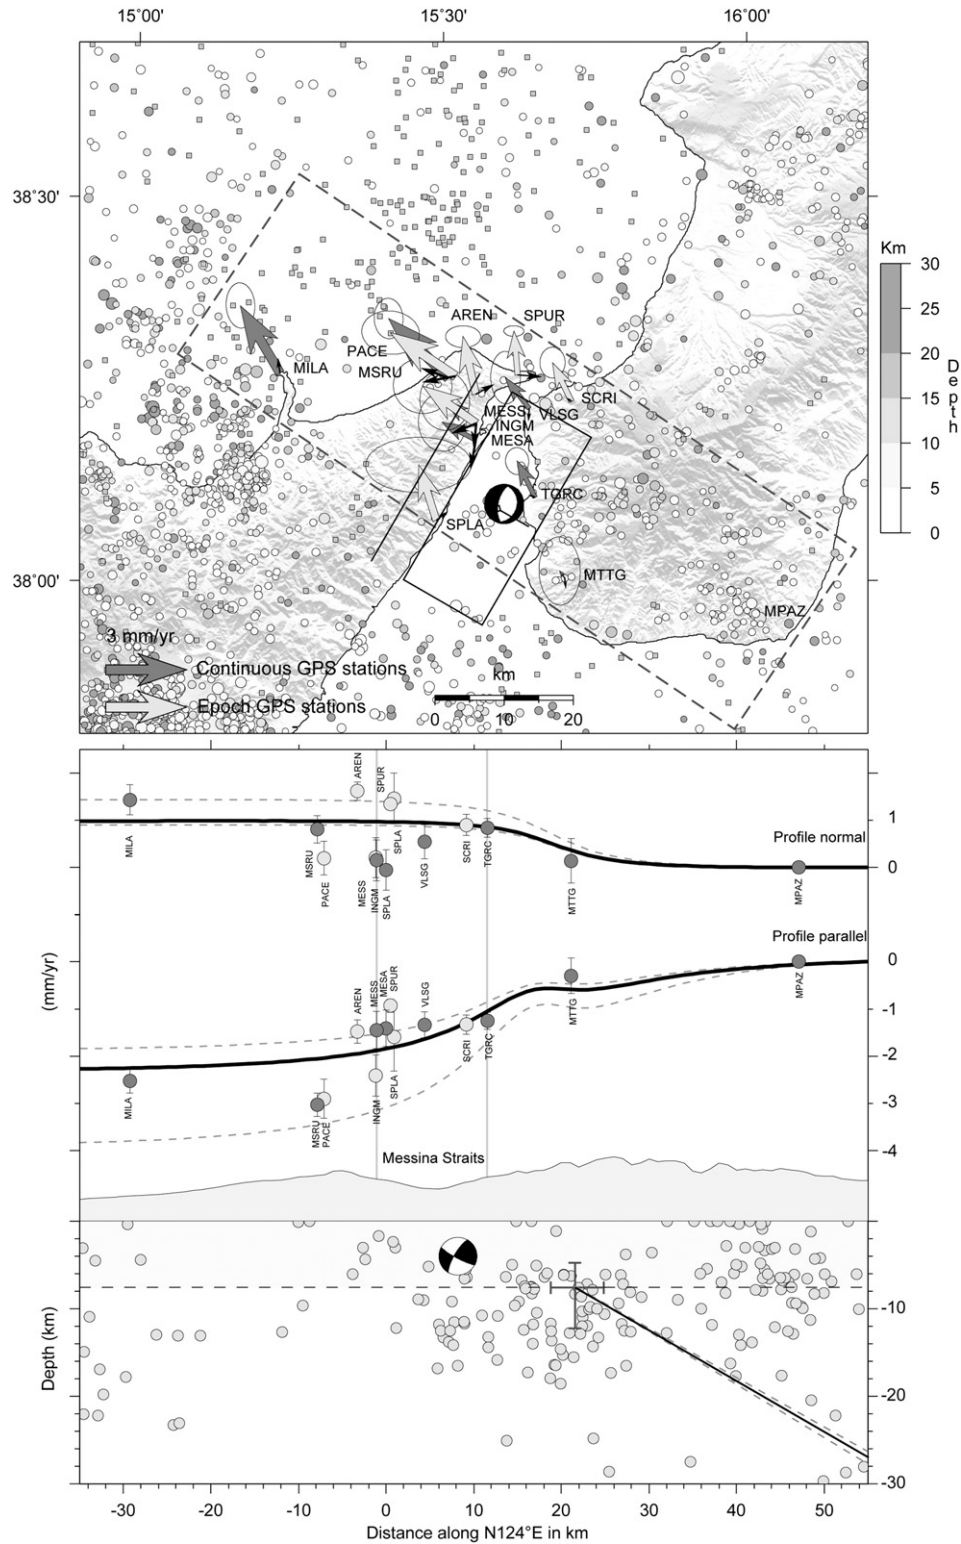 15°00'
15°30'
16°00'
38°30'
38°00'
Km
30
25
20
15
10
5
0
Depth
AREN
SPUR
PACE
MSRU
MILA
SCRI
MESS
VLSG
INGM
MESA
TGRC
SPLA
MTTG
MPAZ
3 mm/yr
Continuous GPS stations
Epoch GPS stations
km
0
10
20
AREN
SPUR
1
Profile normal
MILA
MSRU
PACE
MESS
INGM
SPLA
SPLA
VLSG
SCRI
TGRC
MTTG
MPAZ
0
Profile parallel
(mm/yr)
0
AREN
MESS
MESA
SPUR
VLSG
MTTG
MPAZ
-1
SCRI
TGRC
-2
MILA
MSRU
PACE
INGM
SPLA
-3
-4
Messina Straits
Depth (km)
-10
-20
-30
-30
-20
-10
0
10
20
30
40
50
Distance along N124°E in km